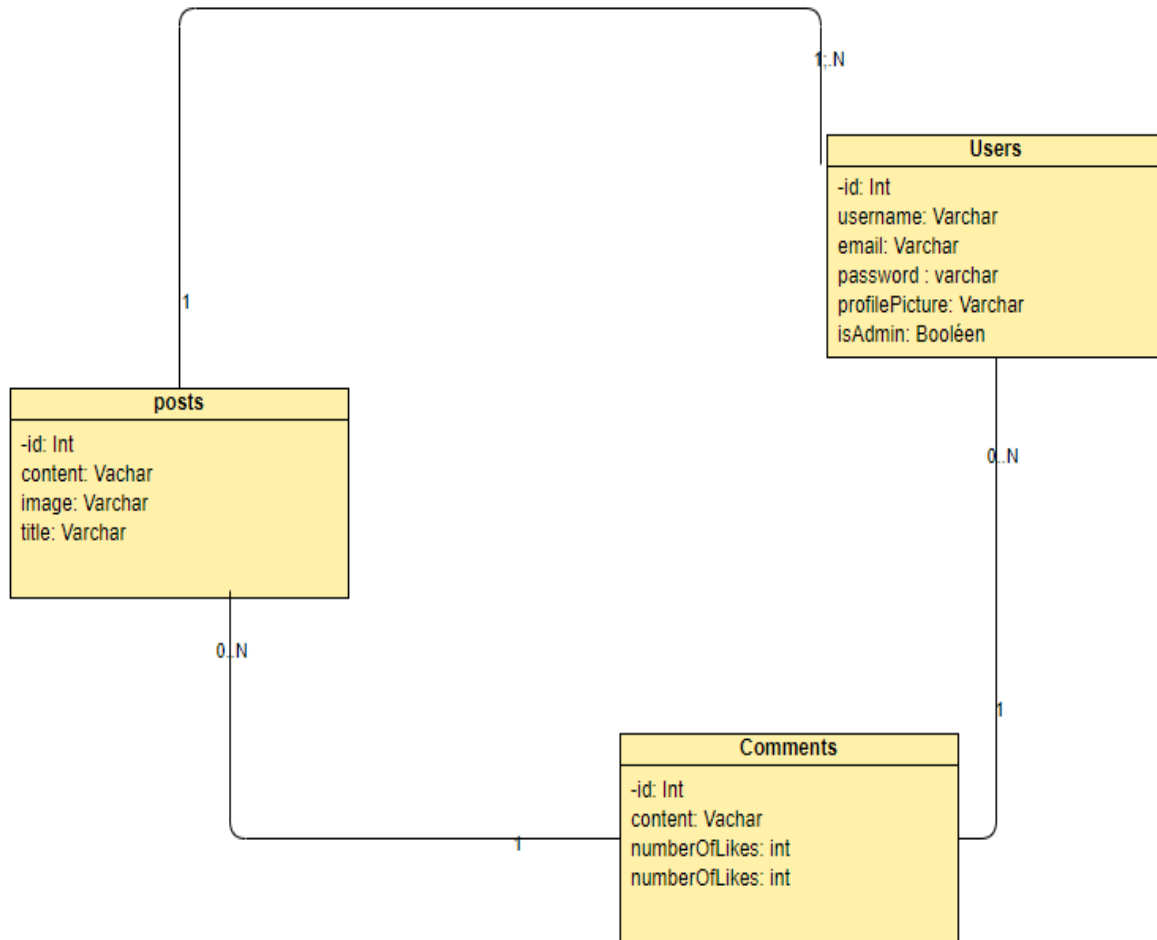 1;.N
Users
-id: Int
username: Varchar
email: Varchar
password : varchar
profilePicture: Varchar
isAdmin: Booléen
1
posts
-id: Int
content: Vachar
image: Varchar
title: Varchar
0..N
0..N
1
Comments
-id: Int
content: Vachar
numberOfLikes: int
numberOfLikes: int
1